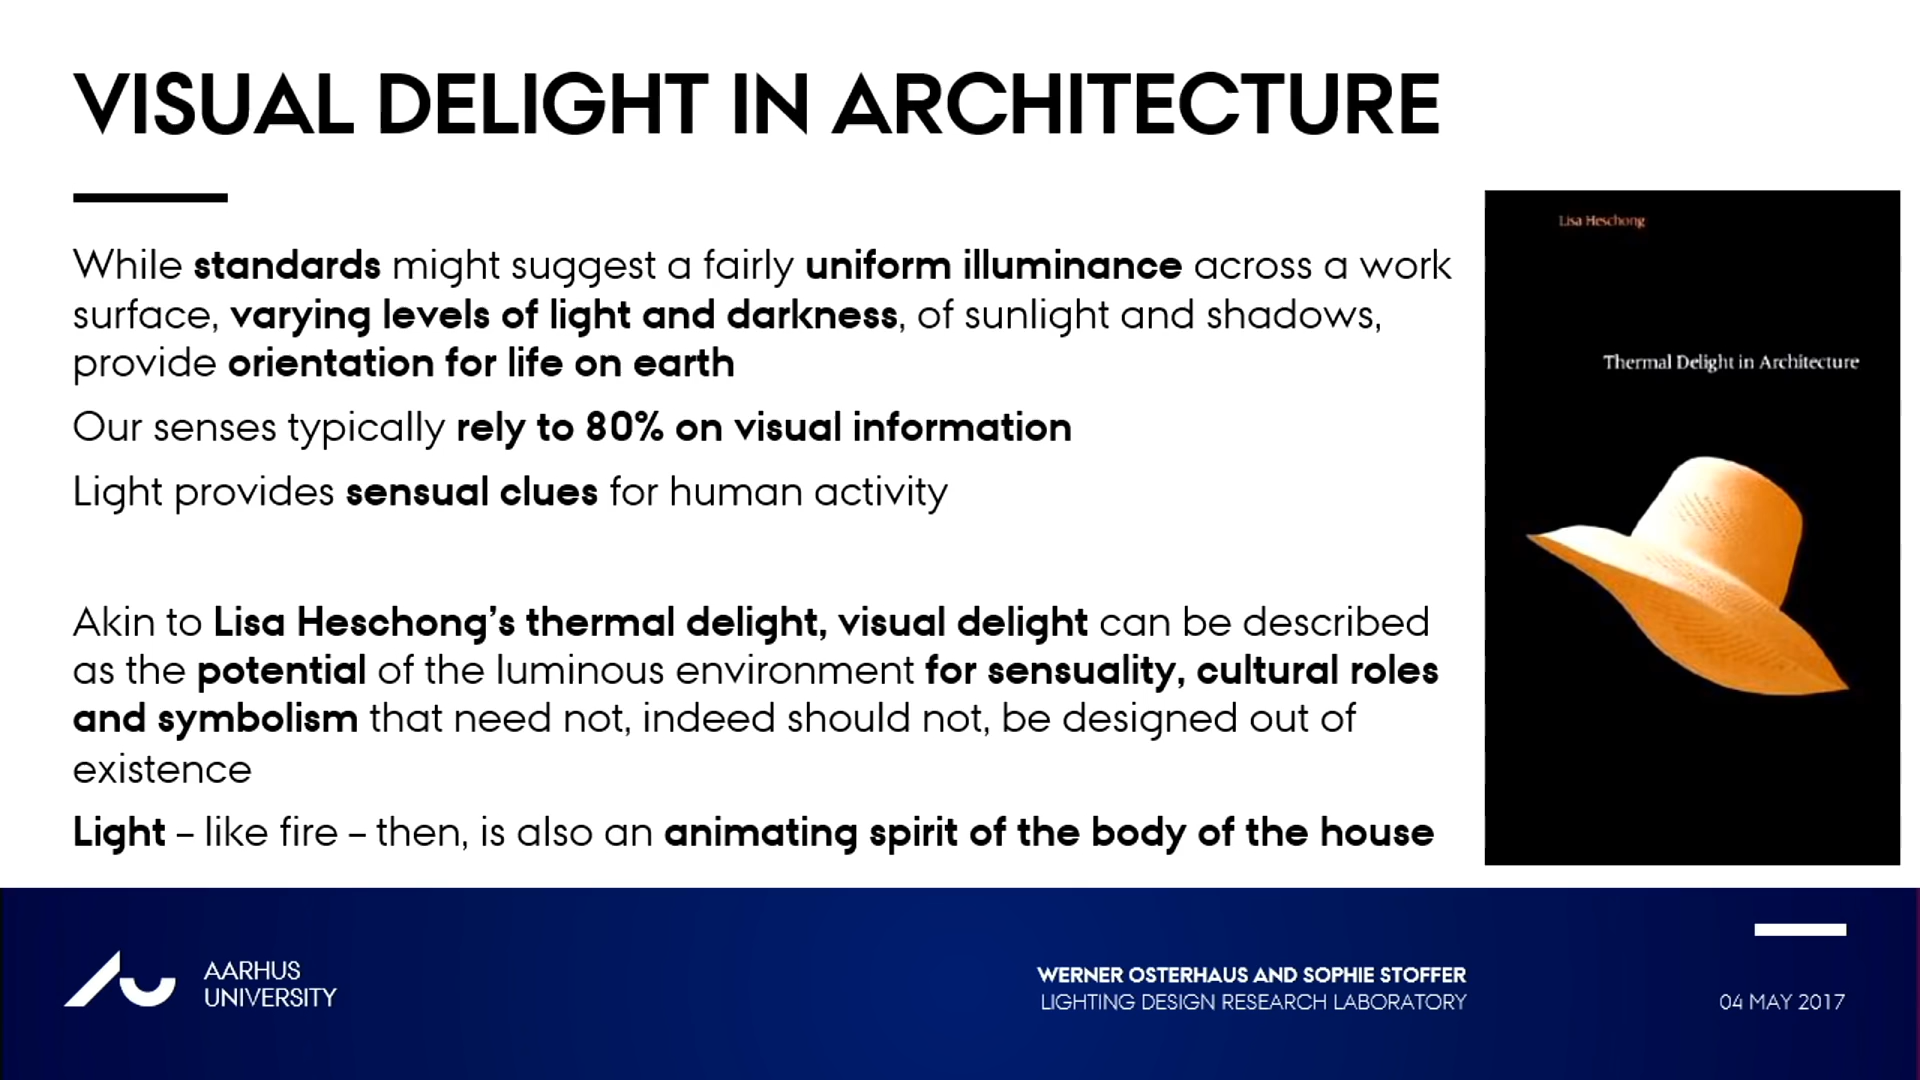 VISUAL DELIGHT IN ARCHITECTURE
While standards might suggest a fairly uniform illuminance across a work
surface, varying levels of light and darkness, of sunlight and shadows,
provide orientation for life on earth
Our senses typically rely to 80% on visual information
Light provides sensual clues for human activity
Akin to Lisa Heschong’s thermal delight, visual delight can be described
as the potential of the luminous environment for sensuality, cultural roles
and symbolism that need not, indeed should not, be designed out of
existence
Light – like fire – then, is also an animating spirit of the body of the house
Lisa Heschong
Thermal Delight in Architecture
AARHUS
UNIVERSITY
WERNER OSTERHAUS AND SOPHIE STOFFER
LIGHTING DESIGN RESEARCH LABORATORY
04 MAY 2017